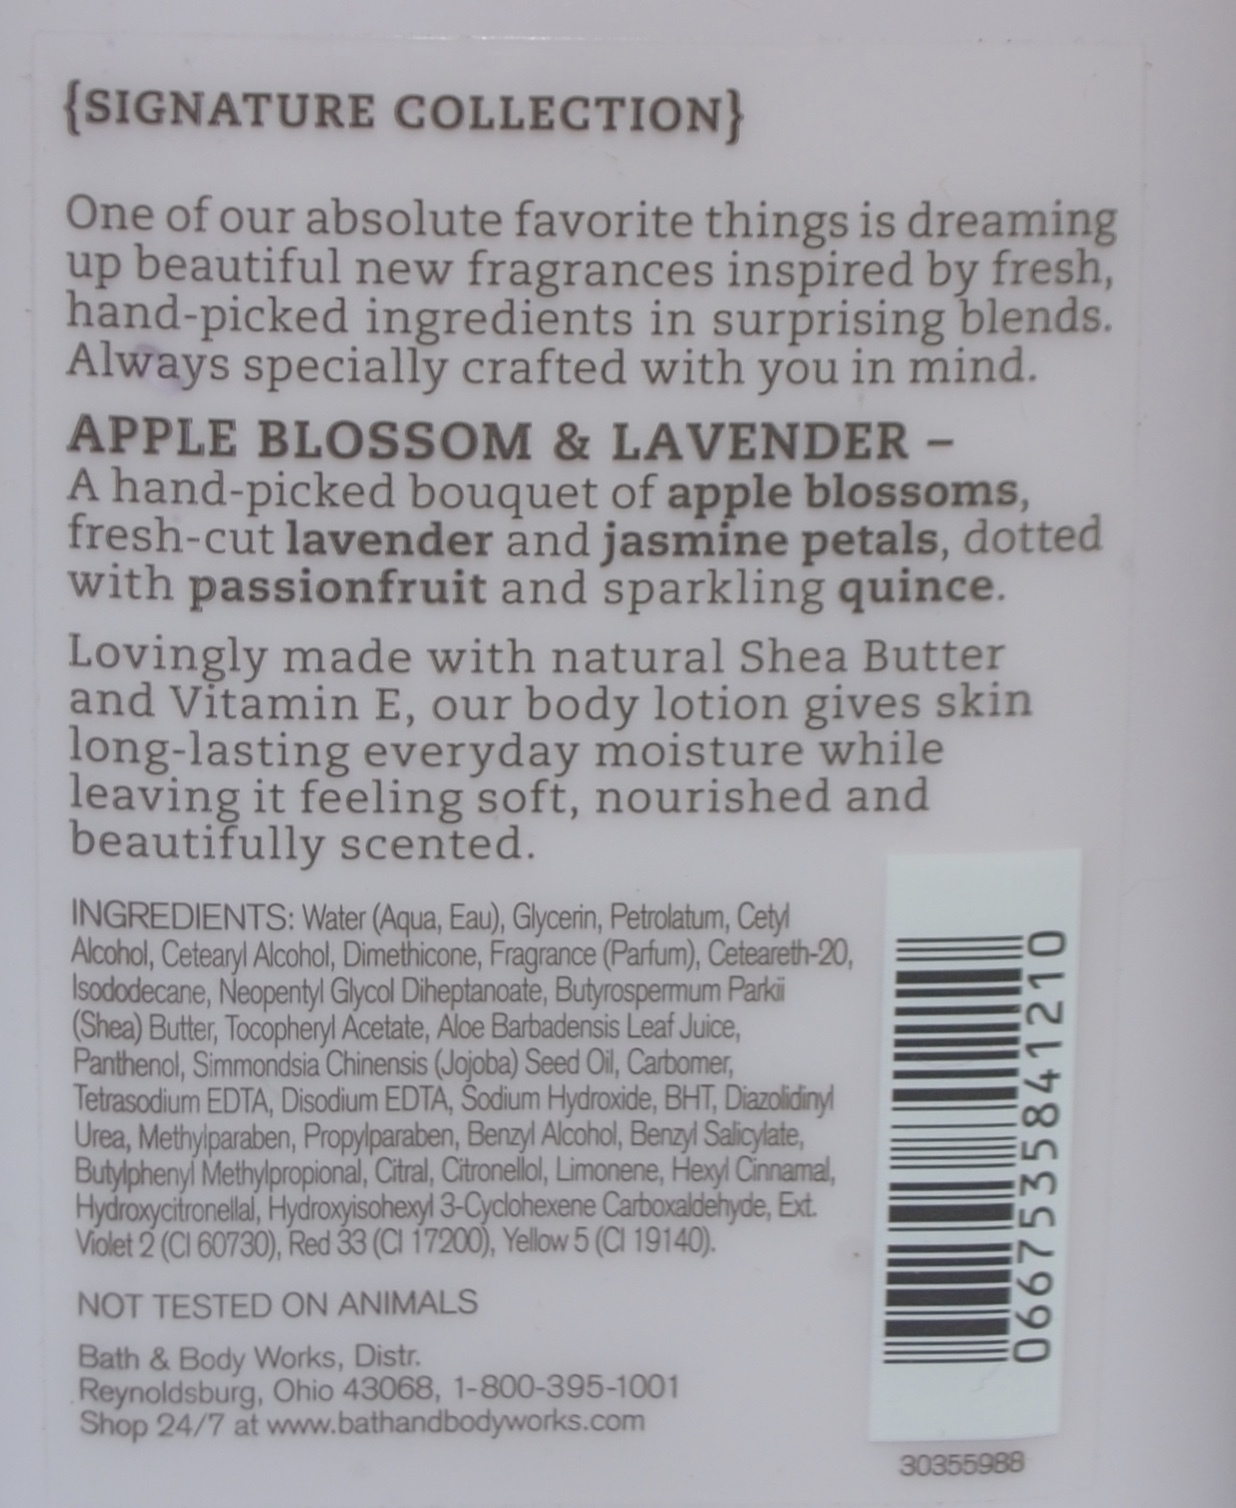 {SIGNATURE COLLECTION}
One of our absolute favorite things is dreaming
up beautiful new fragrances inspired by fresh,
hand-picked ingredients in surprising blends.
Always specially crafted with you in mind.
APPLE BLOSSOM & LAVENDER –
A hand-picked bouquet of apple blossoms,
fresh-cut lavender and jasmine petals, dotted
with passionfruit and sparkling quince.
Lovingly made with natural Shea Butter
and Vitamin E, our body lotion gives skin
long-lasting everyday moisture while
leaving it feeling soft, nourished and
beautifully scented.
INGREDIENTS: Water (Aqua, Eau), Glycerin, Petrolatum, Cetyl
Alcohol, Cetearyl Alcohol, Dimethicone, Fragrance (Parfum), Ceteareth-20,
Isododecane, Neopentyl Glycol Diheptanoate, Butyrospermum Parkii
(Shea) Butter, Tocopheryl Acetate, Aloe Barbadensis Leaf Juice,
Panthenol, Simmondsia Chinensis (Jojoba) Seed Oil, Carbomer,
Tetrasodium EDTA, Disodium EDTA, Sodium Hydroxide, BHT, Diazolidinyl
Urea, Methylparaben, Propylparaben, Benzyl Alcohol, Benzyl Salicylate,
Butylphenyl Methylpropional, Citral, Citronellol, Limonene, Hexyl Cinnamal,
Hydroxycitronellal, Hydroxyisohexyl 3-Cyclohexene Carboxaldehyde, Ext.
Violet 2 (CI 60730), Red 33 (CI 17200), Yellow 5 (CI 19140).
NOT TESTED ON ANIMALS
Bath & Body Works, Distr.
Reynoldsburg, Ohio 43068, 1-800-395-1001
Shop 24/7 at www.bathandbodyworks.com
0667535841210
30355988